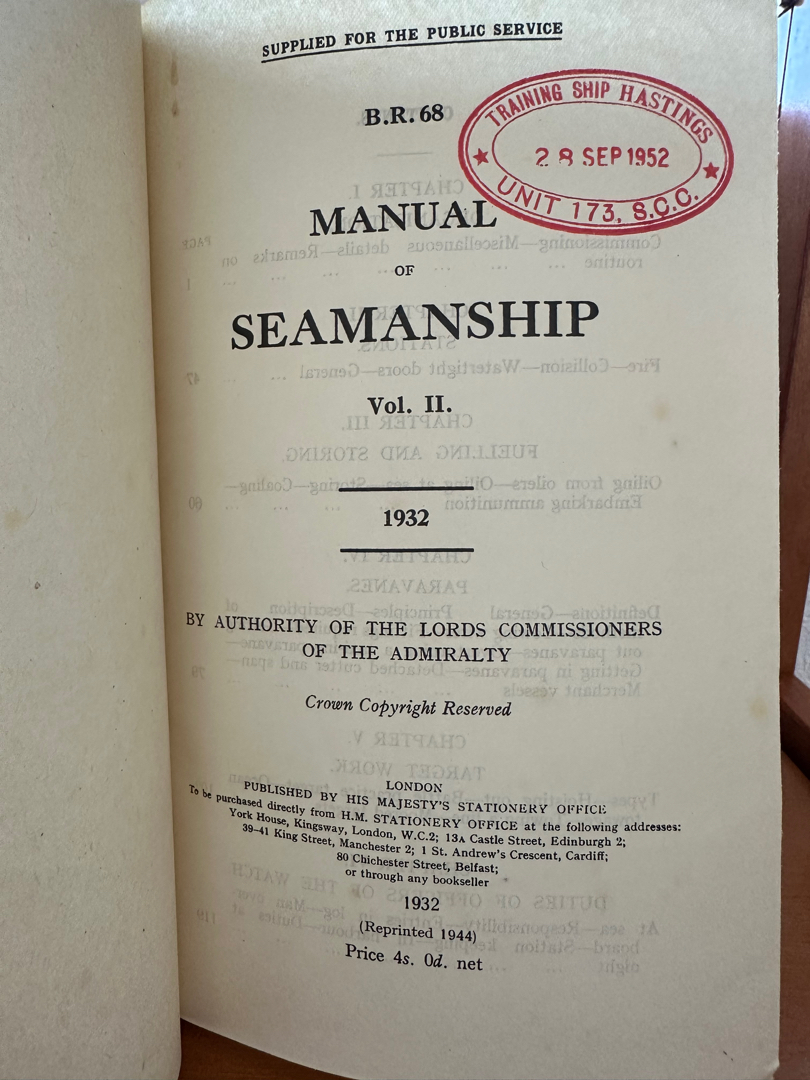 SUPPLIED FOR THE PUBLIC SERVICE
B.R. 68
TRAINING SHIP HASTINGS
28 SEP 1952
UNIT 173, S.C.C.
MANUAL
OF
SEAMANSHIP
Vol. II.
1932
BY AUTHORITY OF THE LORDS COMMISSIONERS
OF THE ADMIRALTY
Crown Copyright Reserved
LONDON
PUBLISHED BY HIS MAJESTY'S STATIONERY OFFICE
To be purchased directly from H.M. STATIONERY OFFICE at the following addresses:
York House, Kingsway, London, W.C.2; 13A Castle Street, Edinburgh 2;
39–41 King Street, Manchester 2; 1 St. Andrew's Crescent, Cardiff;
80 Chichester Street, Belfast;
or through any bookseller
1932
(Reprinted 1944)
Price 4s. 0d. net